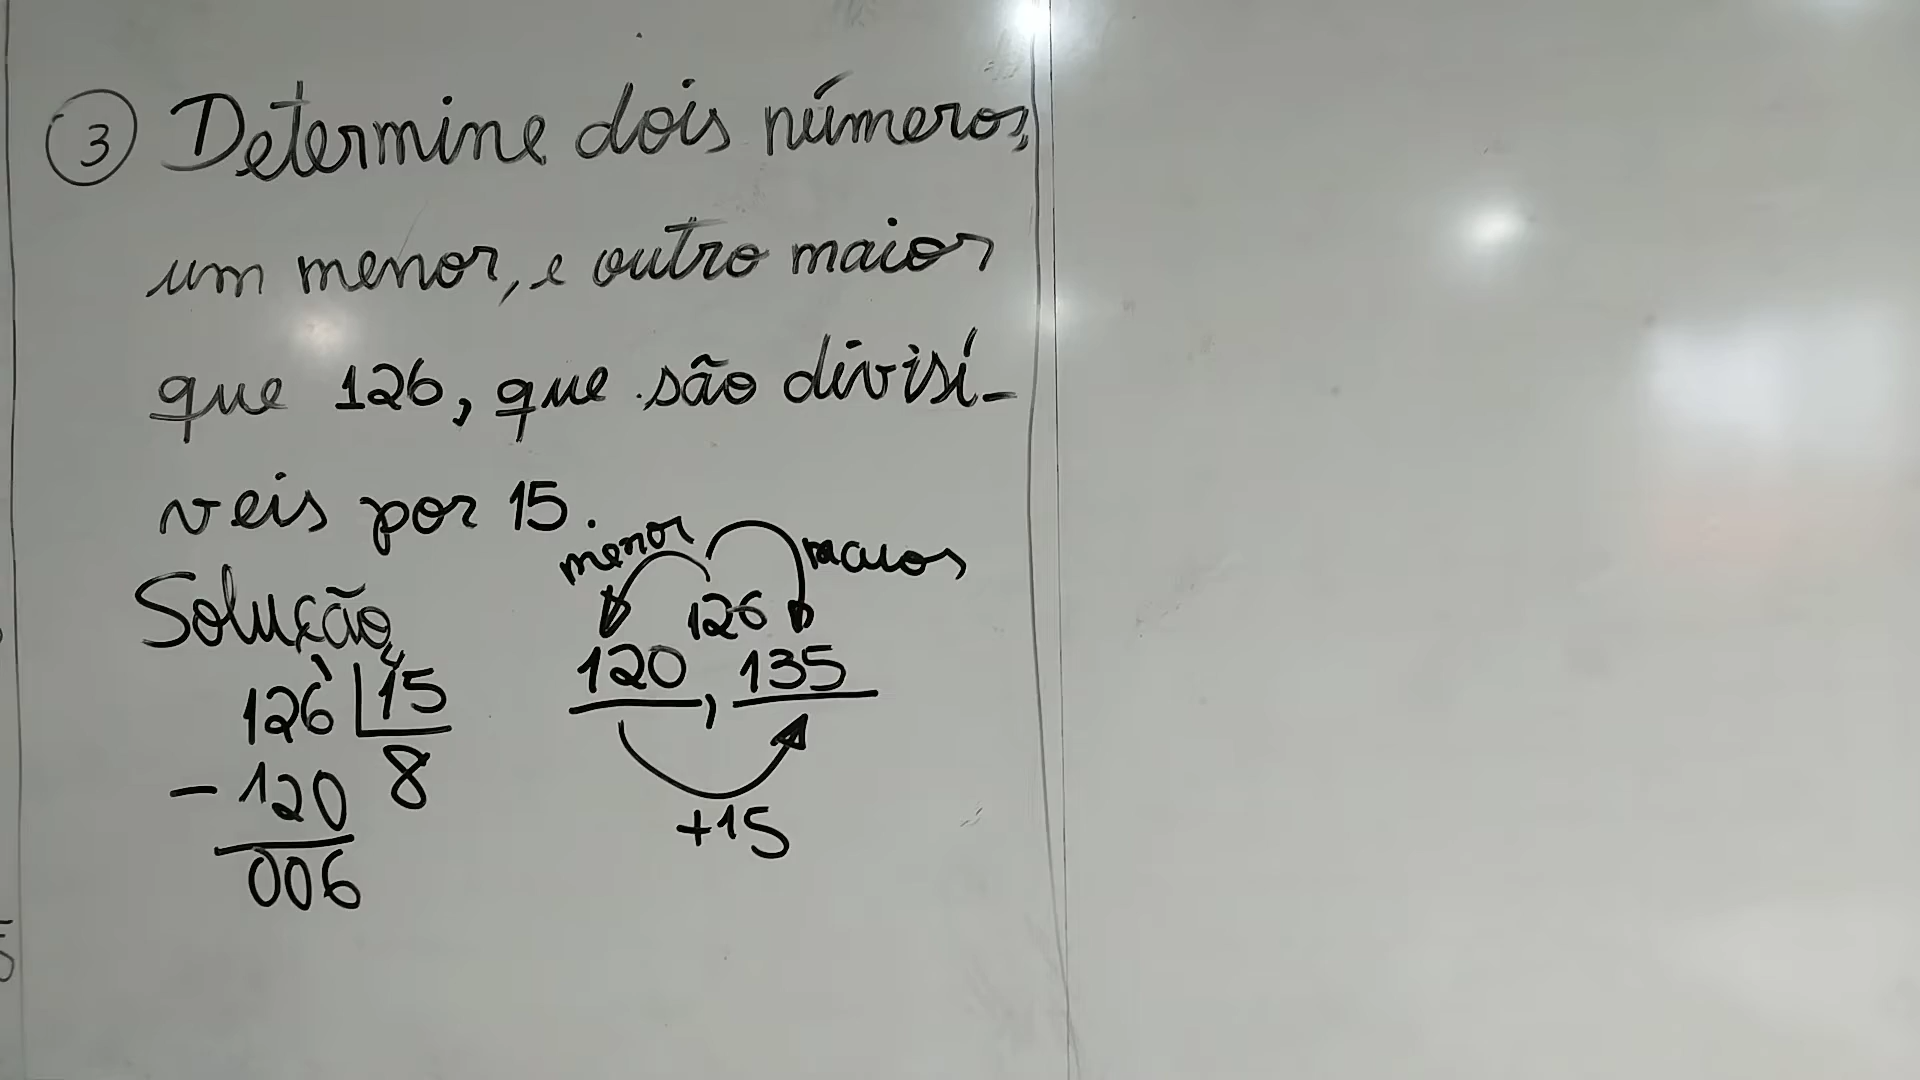 3 Determine dois números,
um menor, e outro maior
que 126, que são divisí-
veis por 15.
menor maior
Solução 126
120, 135
126 15
- 120 8
+15
006
5